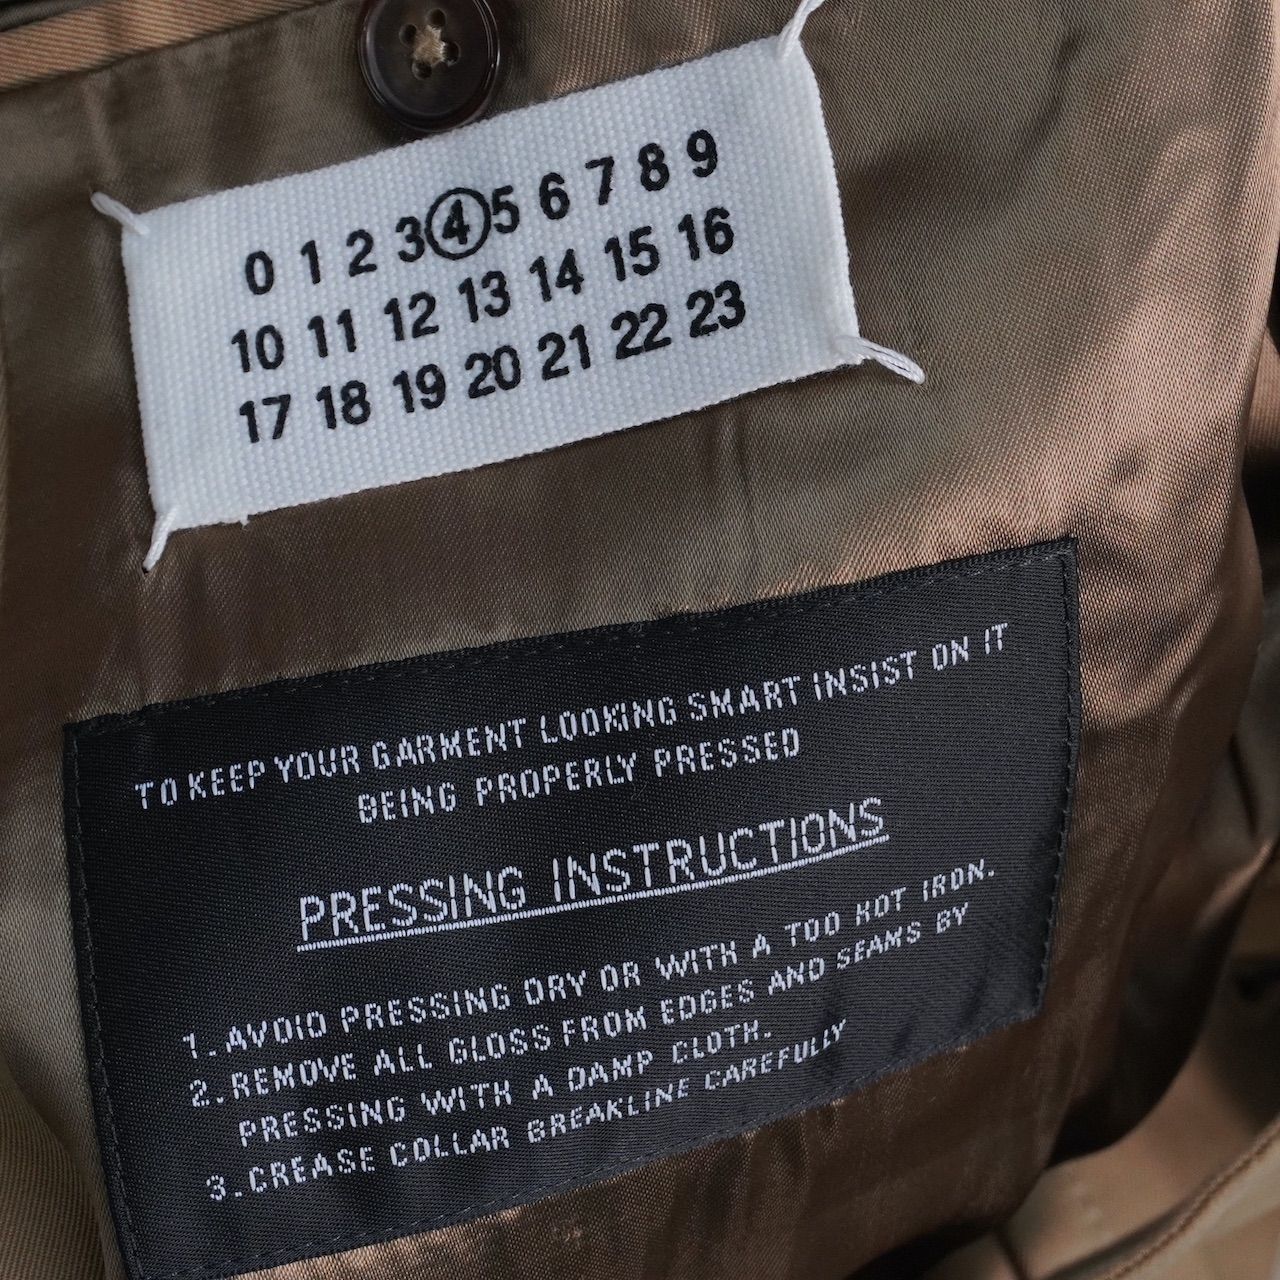 0 1 2 3 4 5 6 7 8 9
10 11 12 13 14 15 16
17 18 19 20 21 22 23
TO KEEP YOUR GARMENT LOOKING SMART INSIST ON IT
BEING PROPERLY PRESSED
PRESSING INSTRUCTIONS
1. AVOID PRESSING DRY OR WITH A TOO HOT IRON.
2. REMOVE ALL GLOSS FROM EDGES AND SEAMS BY
PRESSING WITH A DAMP CLOTH.
3. CREASE COLLAR BREAKLINE CAREFULLY